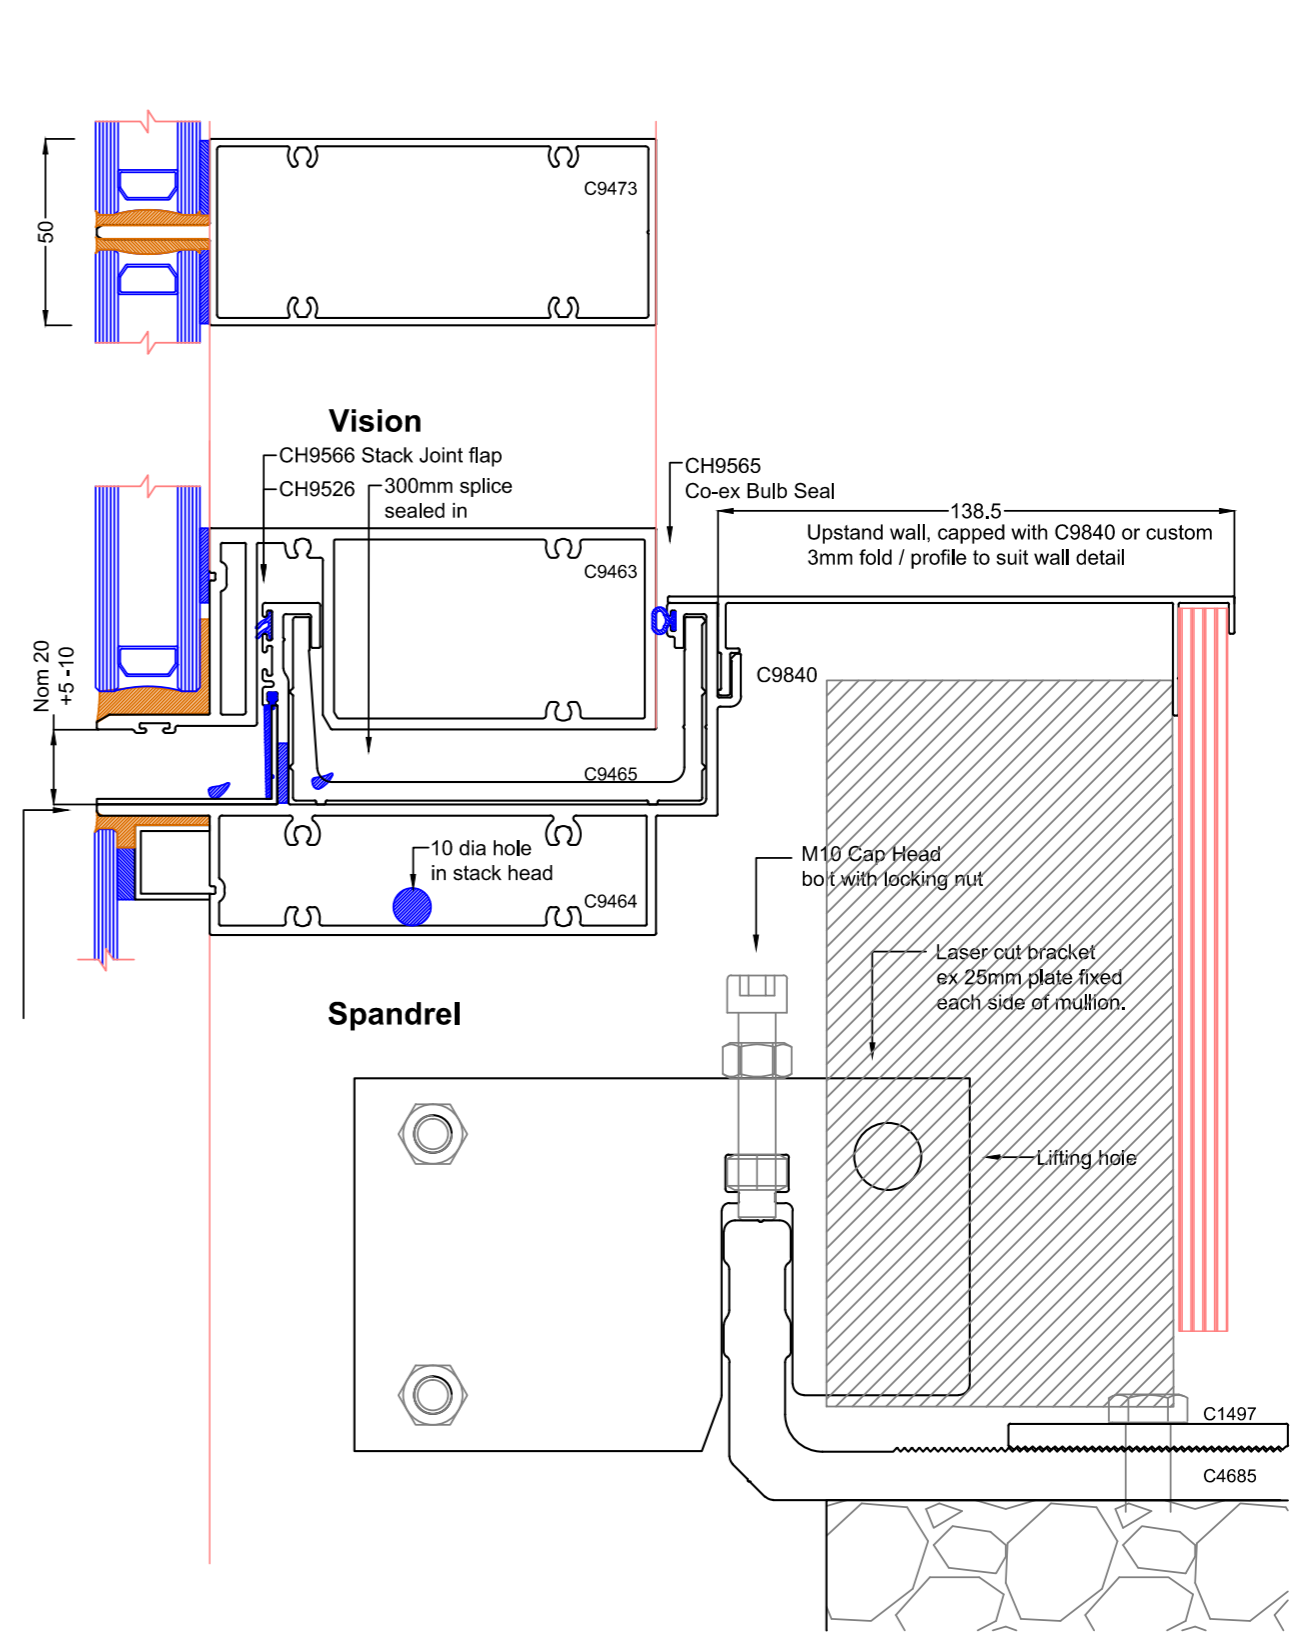 50
C9473
Vision
CH9566 Stack Joint flap
CH9526
300mm splice
sealed in
CH9565
Co-ex Bulb Seal
138.5
Upstand wall, capped with C9840 or custom
3mm fold / profile to suit wall detail
C9463
Nom 20
+5 -10
C9840
C9465
10 dia hole
in stack head
C9464
M10 Cap Head
bolt with locking nut
Laser cut bracket
ex 25mm plate fixed
each side of mullion.
Spandrel
Lifting hole
C1497
C4685